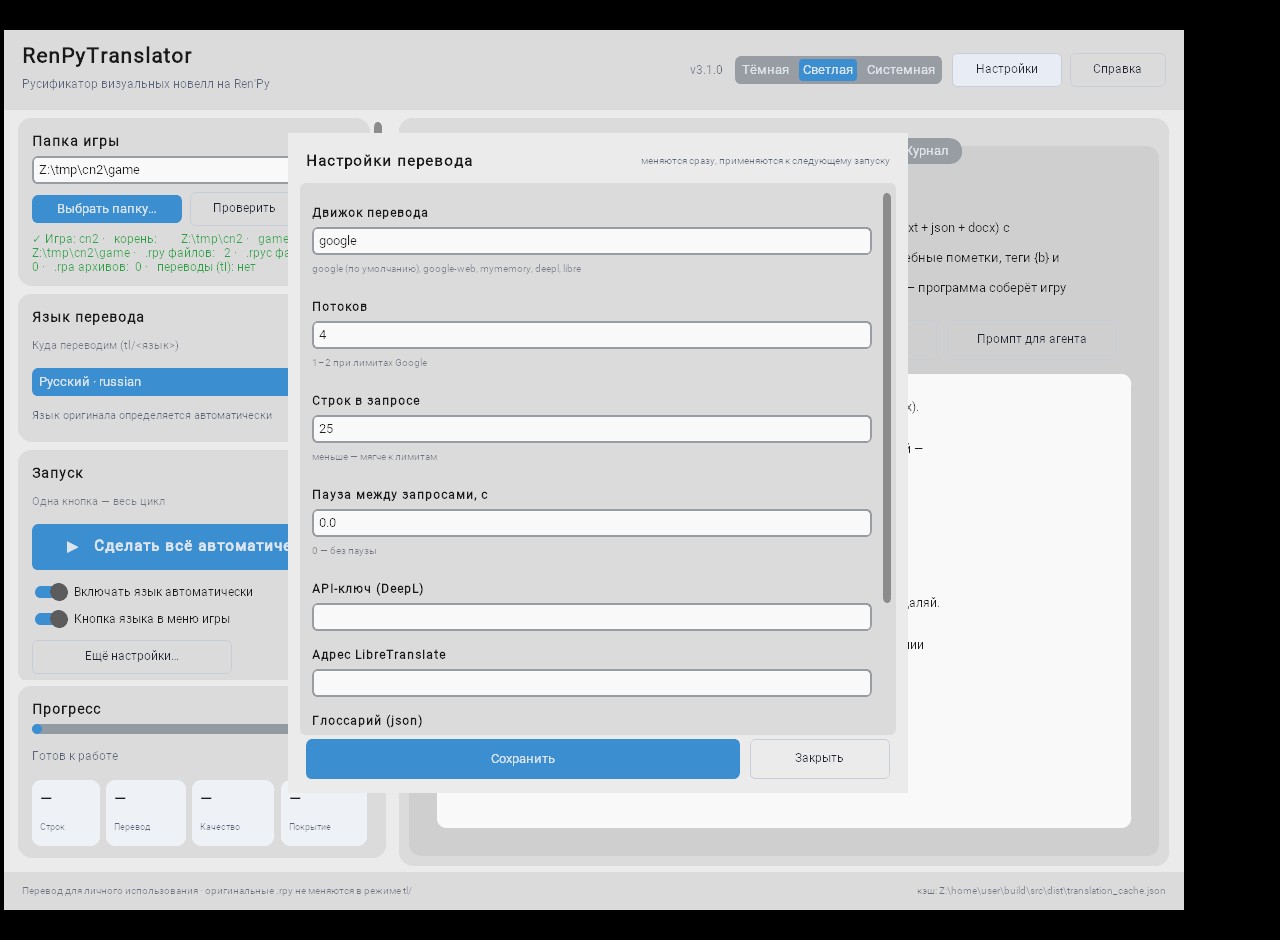 RenPyTranslator
Русификатор визуальных новелл на Ren'Py
v3.1.0
Тёмная
Светлая
Системная
Настройки
Справка
Папка игры
Z:\tmp\cn2\game
Выбрать папку...
Проверить
✓ Игра: cn2 · корень: Z:\tmp\cn2 · game
Z:\tmp\cn2\game · .rpy файлов: 2 · .rpyc фа
0 · .rpa архивов: 0 · переводы (tl): нет
Язык перевода
Куда переводим (tl/<язык>)
Русский · russian
Язык оригинала определяется автоматически
Запуск
Одна кнопка — весь цикл
▶ Сделать всё автоматиче
Включать язык автоматически
Кнопка языка в меню игры
Ещё настройки...
Прогресс
Готов к работе
—
Строк
—
Перевод
—
Качество
—
Покрытие
Настройки перевода
меняются сразу, применяются к следующему запуску
Движок перевода
google
google (по умолчанию), google-web, mymemory, deepl, libre
Потоков
4
1–2 при лимитах Google
Строк в запросе
25
меньше — мягче к лимитам
Пауза между запросами, с
0.0
0 — без паузы
API-ключ (DeepL)
Адрес LibreTranslate
Глоссарий (json)
Сохранить
Закрыть
Журнал
xt + json + docx) с
ебные пометки, теги {b} и
— программа соберёт игру
Промпт для агента
x).
й —
даляй.
ии
Перевод для личного использования · оригинальные .rpy не меняются в режиме tl/
кэш: Z:\home\user\build\src\dist\translation_cache.json